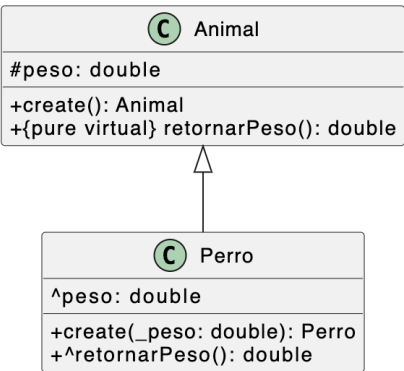 C Animal
#peso: double
+create(): Animal
+{pure virtual} retornarPeso(): double
C Perro
^peso: double
+create(_peso: double): Perro
+^retornarPeso(): double